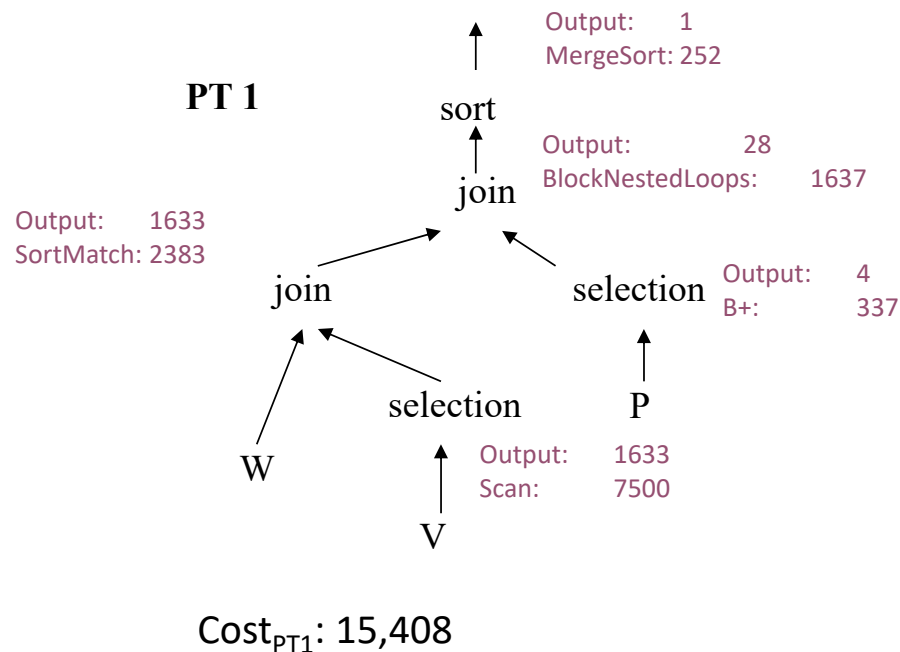 Output: 1
MergeSort: 252
PT 1
sort
Output: 28
BlockNestedLoops: 1637
join
Output: 1633
SortMatch: 2383
join
selection
Output: 4
B+: 337
selection
P
W
Output: 1633
Scan: 7500
V
Cost_PT1: 15,408